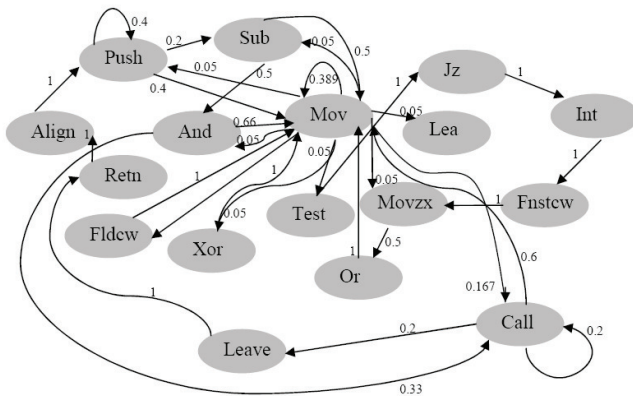 0.4
Sub
0.2
0.05
0.5
Push
Jz
1
1
0.05
0.5
0.389
1
0.4
Mov
Int
Align
And
0.66
0.05
Lea
0.05
1
1
Retn
0.05
1
1
0.05
Movzx
1
Fnstcw
Fldcw
Xor
0.05
Test
0.5
Or
1
0.6
0.167
1
Call
0.2
0.2
Leave
0.33